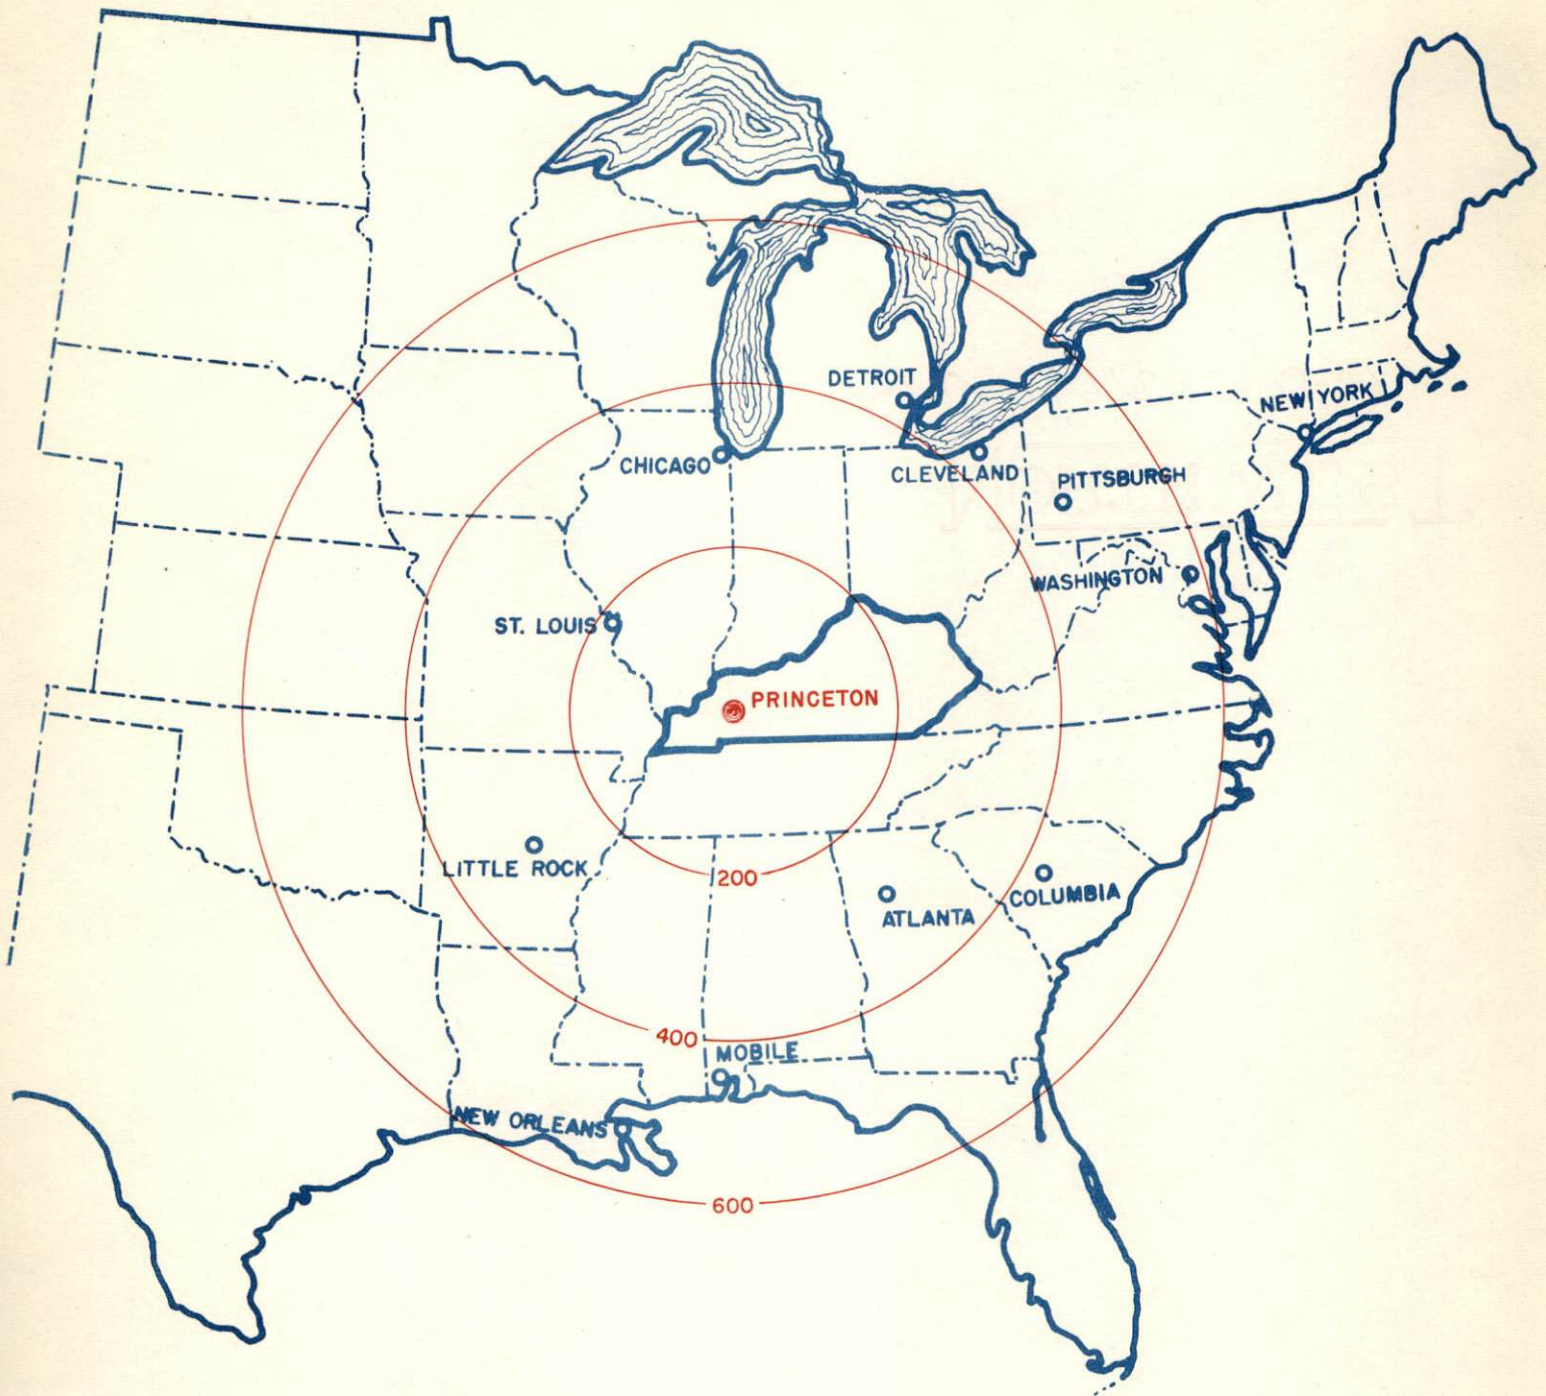 DETROIT
NEW YORK
CHICAGO
CLEVELAND
PITTSBURGH
WASHINGTON
ST. LOUIS
PRINCETON
LITTLE ROCK
200
COLUMBIA
ATLANTA
400
MOBILE
NEW ORLEANS
600